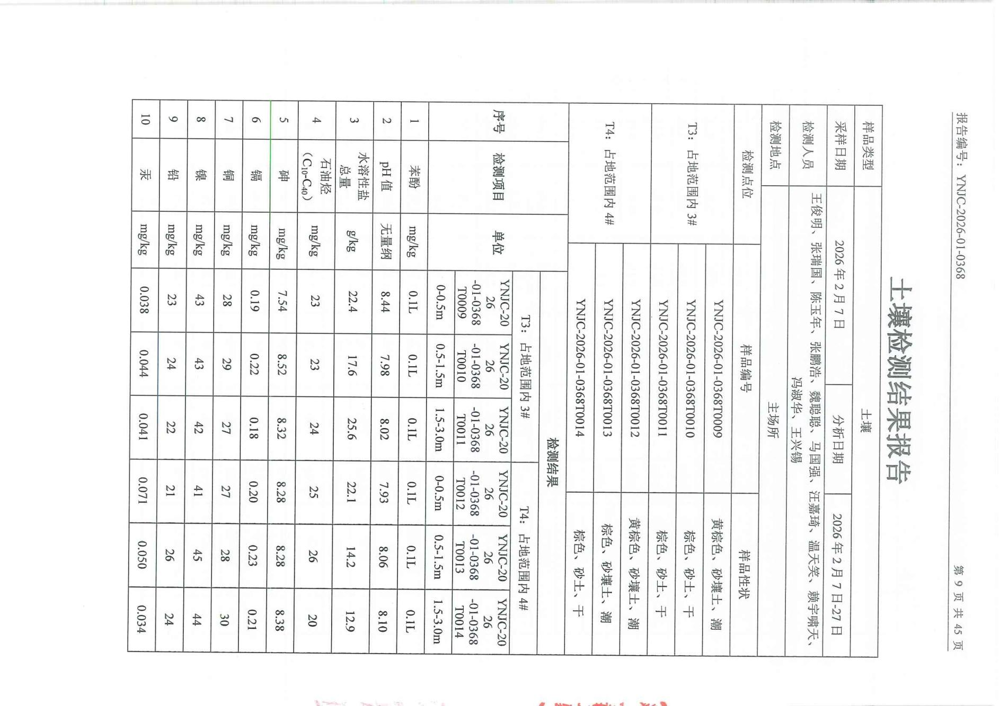 报告编号：YNJC-2026-01-0368 第 9 页 共 45 页
土壤检测结果报告
样品类型 土壤
采样日期 2026 年 2 月 7 日 分析日期 2026 年 2 月 7 日-27 日
检测人员 王俊明、张瑞国、陈玉年、张鹏浩、魏聪聪、马国强、汪嘉琦、温天笑、赖宇啸天、
冯淑华、王兴锡
检测地点 主场所
检测点位 样品编号 样品性状
T3：占地范围内 3# YNJC-2026-01-0368T0009 黄棕色、砂壤土、潮
YNJC-2026-01-0368T0010 棕色、砂土、干
YNJC-2026-01-0368T0011 棕色、砂土、干
T4：占地范围内 4# YNJC-2026-01-0368T0012 黄棕色、砂壤土、潮
YNJC-2026-01-0368T0013 棕色、砂壤土、潮
YNJC-2026-01-0368T0014 棕色、砂土、干
序号 检测项目 单位 检测结果
T3：占地范围内 3# T4：占地范围内 4#
YNJC-20 YNJC-20 YNJC-20 YNJC-20 YNJC-20 YNJC-20
26 26 26 26 26 26
-01-0368 -01-0368 -01-0368 -01-0368 -01-0368 -01-0368
T0009 T0010 T0011 T0012 T0013 T0014
0-0.5m 0.5-1.5m 1.5-3.0m 0-0.5m 0.5-1.5m 1.5-3.0m
1 苯酚 mg/kg 0.1L 0.1L 0.1L 0.1L 0.1L 0.1L
2 pH 值 无量纲 8.44 7.98 8.02 7.93 8.06 8.10
3 水溶性盐
总量 g/kg 22.4 17.6 25.6 22.1 14.2 12.9
4 石油烃
（C10-C40） mg/kg 23 23 24 25 26 20
5 砷 mg/kg 7.54 8.52 8.32 8.28 8.28 8.38
6 镉 mg/kg 0.19 0.22 0.18 0.20 0.23 0.21
7 铜 mg/kg 28 29 27 27 28 30
8 镍 mg/kg 43 43 42 41 45 44
9 铅 mg/kg 23 24 22 21 26 24
10 汞 mg/kg 0.038 0.044 0.041 0.071 0.050 0.034